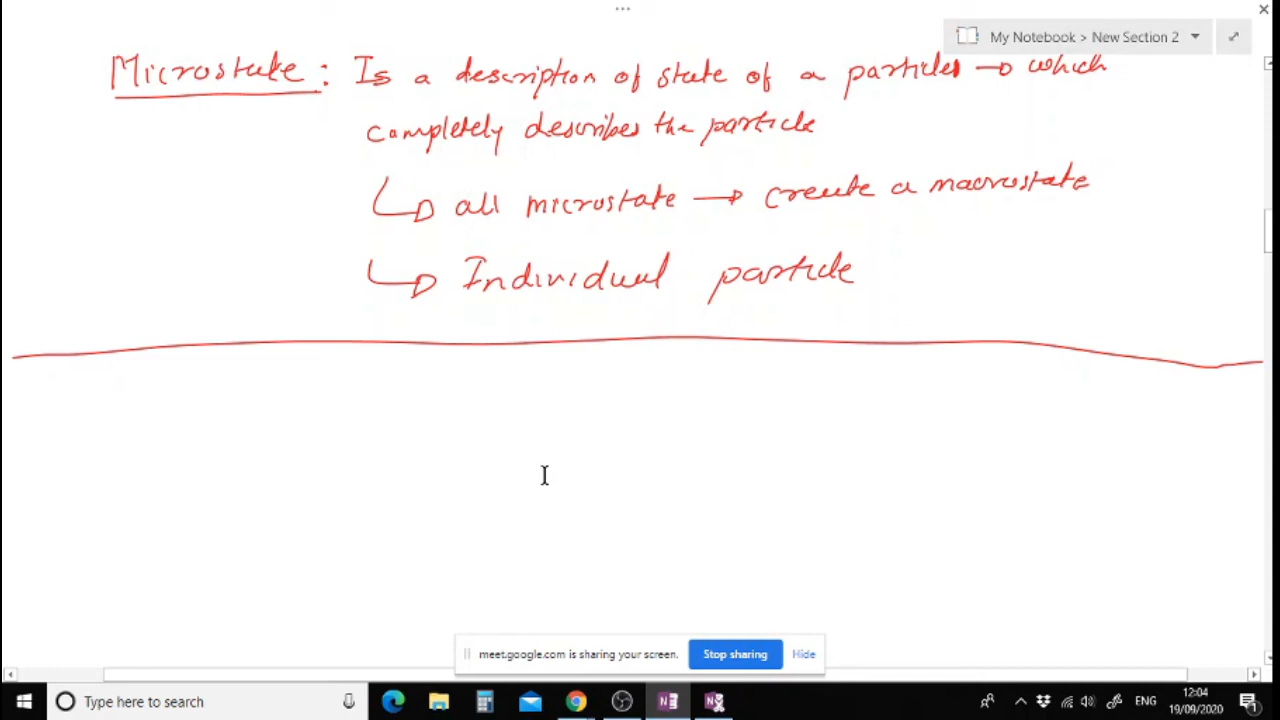 My Notebook > New Section 2
Microstate : Is a description of state of a particle → which
completely describes the particle
↳ all microstate → create a macrostate
↳ Individual particle
meet.google.com is sharing your screen. Stop sharing Hide
Type here to search
ENG
12:04
19/09/2020
1